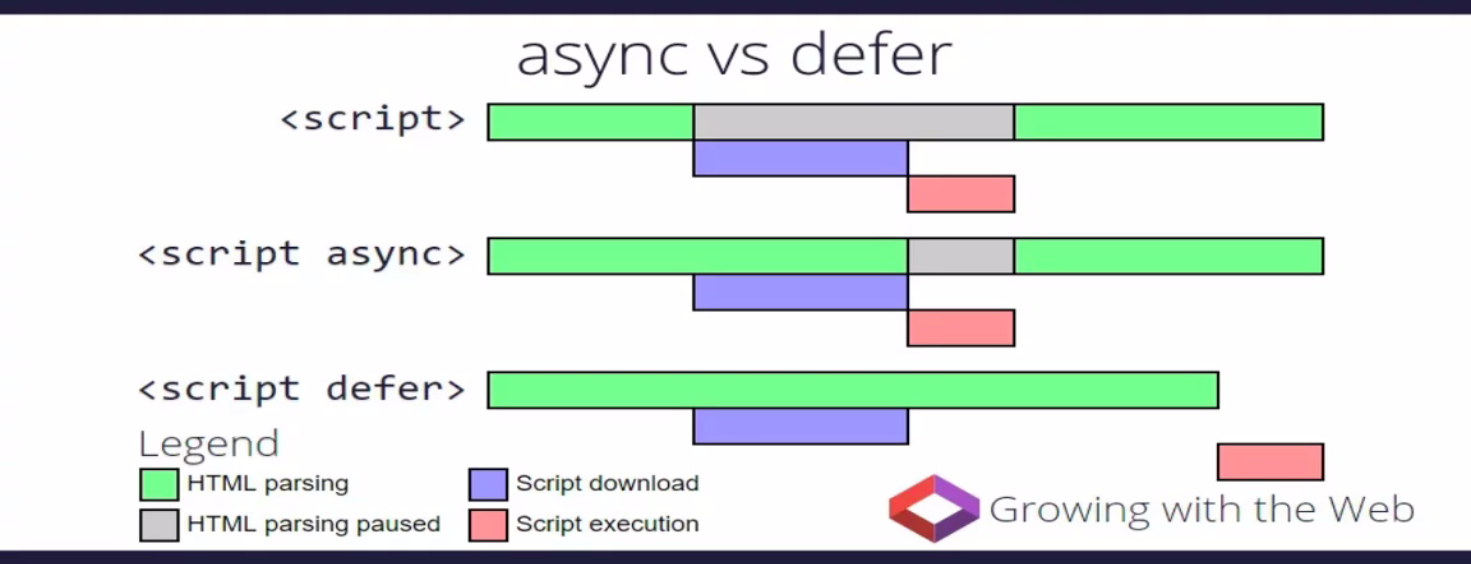 async vs defer
<script>
<script async>
<script defer>
Legend
HTML parsing
Script download
HTML parsing paused
Script execution
Growing with the Web